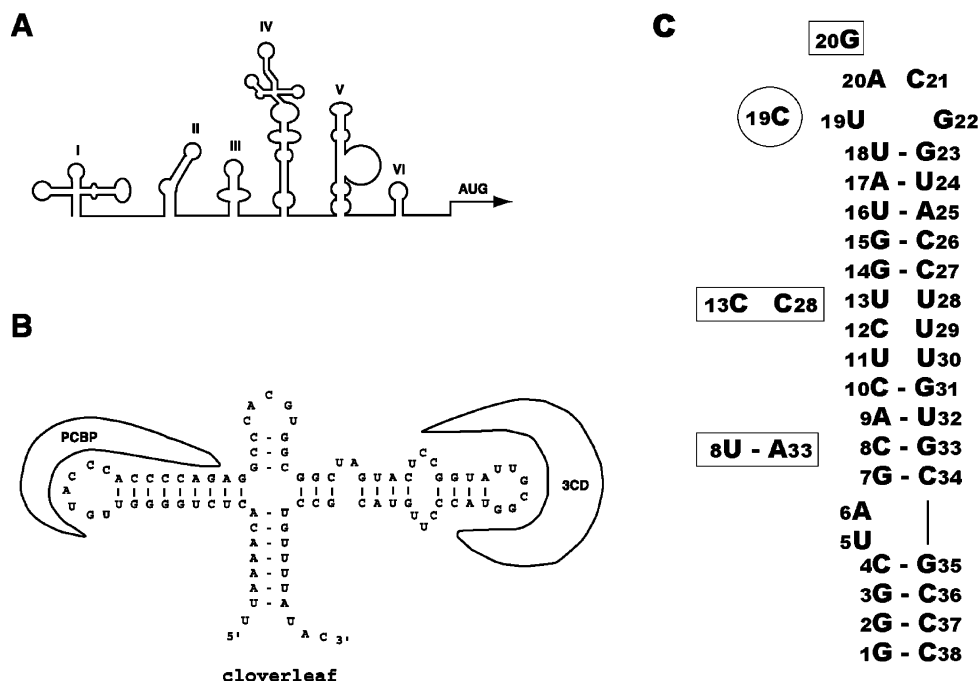 A
I
II
III
IV
V
VI
AUG
B
PCBP
3CD
C
A G
C U
C - G
C - G
G - C
A C C C A C C C C A G A G
U G U U G G G G U C U C
G G C U A G U A C U C C G G U A U U G C G
C C G C A U G U U C C C A U G G
A - U
C - G
A - U
A - U
A - U
A - U
U - A
U U
5' A C 3'
cloverleaf
C
20G
20A C21
19C 19U G22
18U - G23
17A - U24
16U - A25
15G - C26
14G - C27
13C C28 13U U28
12C U29
11U U30
10C - G31
9A - U32
8U - A33 8C - G33
7G - C34
6A
5U
4C - G35
3G - C36
2G - C37
1G - C38